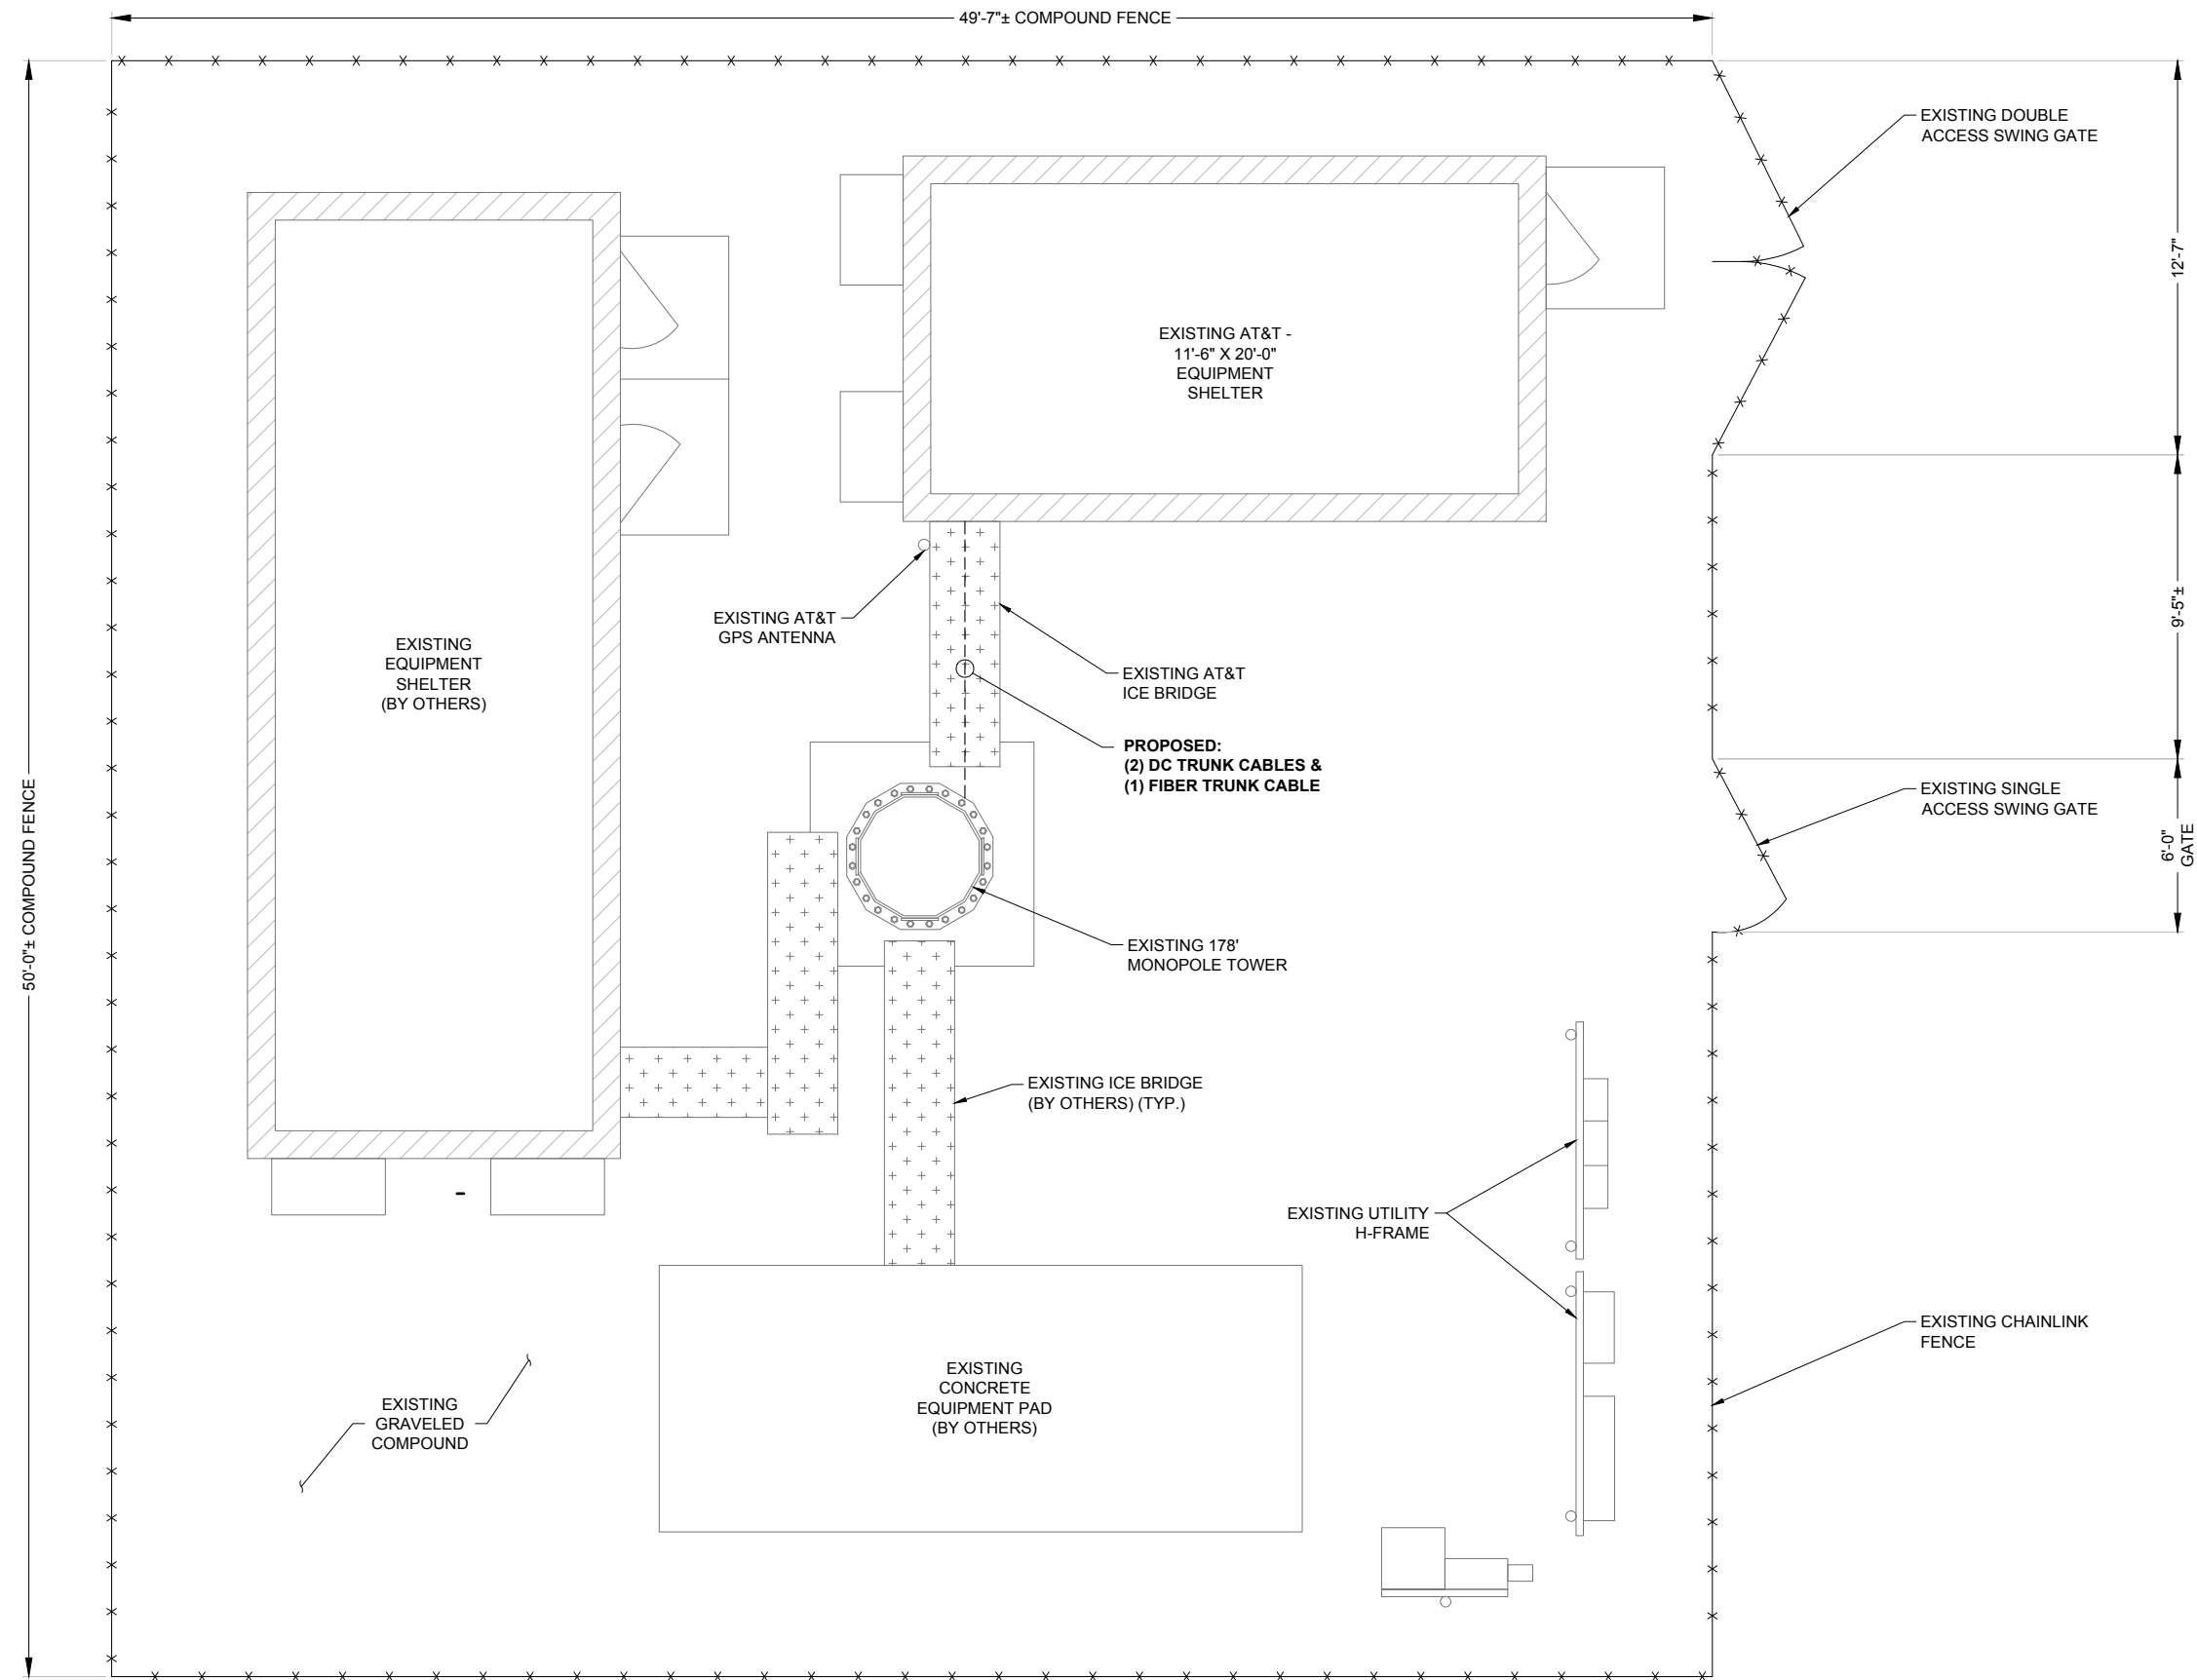 49'-7"± COMPOUND FENCE
EXISTING DOUBLE
ACCESS SWING GATE
12'-7"
EXISTING AT&T -
11'-6" X 20'-0"
EQUIPMENT
SHELTER
EXISTING AT&T
GPS ANTENNA
9'-5"±
EXISTING
EQUIPMENT
SHELTER
(BY OTHERS)
EXISTING AT&T
ICE BRIDGE
PROPOSED:
(2) DC TRUNK CABLES &
(1) FIBER TRUNK CABLE
50'-0"± COMPOUND FENCE
EXISTING SINGLE
ACCESS SWING GATE
6'-0"
GATE
EXISTING 178'
MONOPOLE TOWER
EXISTING ICE BRIDGE
(BY OTHERS) (TYP.)
EXISTING UTILITY
H-FRAME
EXISTING CHAINLINK
FENCE
EXISTING
CONCRETE
EQUIPMENT PAD
(BY OTHERS)
EXISTING
GRAVELED
COMPOUND